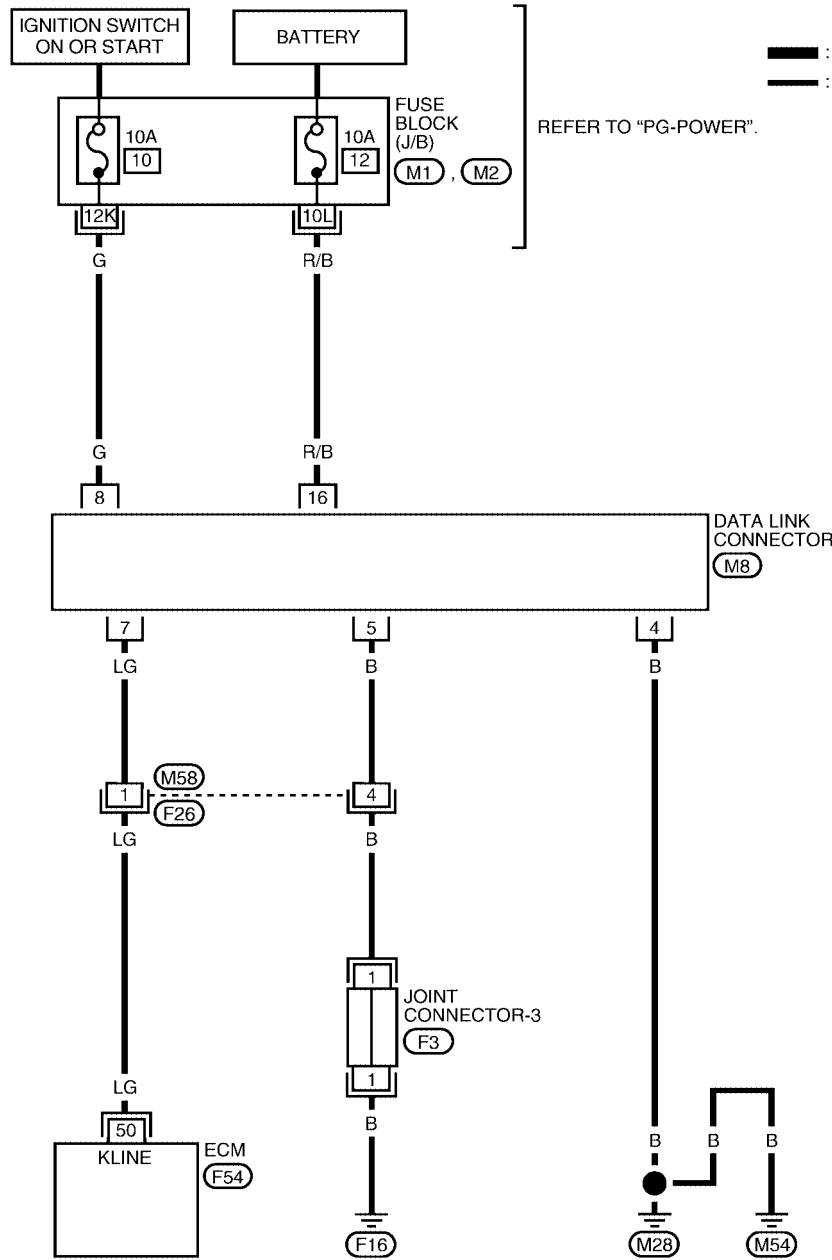 IGNITION SWITCH
ON OR START
BATTERY
:
:
FUSE
BLOCK
(J/B)
REFER TO “PG-POWER”.
10A
10
10A
12
M1 , M2
12K
10L
G
R/B
G
R/B
8
16
DATA LINK
CONNECTOR
M8
7
5
4
LG
B
B
M58
1
4
F26
LG
B
1
JOINT
CONNECTOR-3
F3
1
LG
B
B
B
B
50
KLINE
ECM
F54
F16
M28
M54